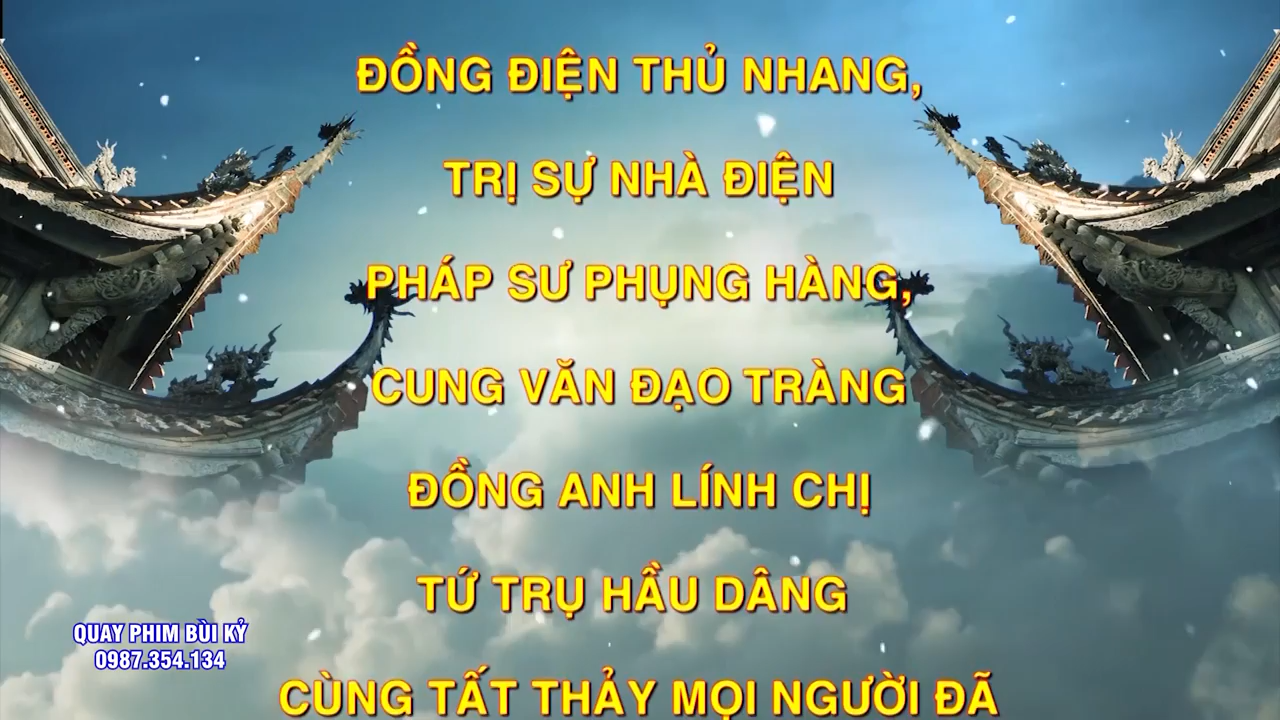 ĐỒNG ĐIỆN THỦ NHANG,
TRỊ SỰ NHÀ ĐIỆN
PHÁP SƯ PHỤNG HÀNG,
CUNG VĂN ĐẠO TRÀNG
ĐỒNG ANH LÍNH CHỊ
TỨ TRỤ HẦU DÂNG
CÙNG TẤT THẢY MỌI NGƯỜI ĐÃ
QUAY PHIM BÙI KỶ
0987.354.134